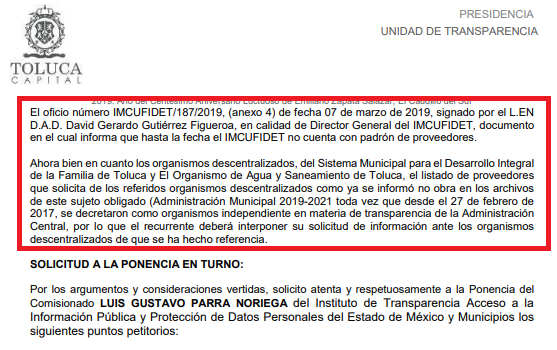 PRESIDENCIA
UNIDAD DE TRANSPARENCIA
TOLUCA
CAPITAL
"2019. Año del Centésimo Aniversario Luctuoso de Emiliano Zapata Salazar, El Caudillo del Sur"
El oficio número IMCUFIDET/187/2019, (anexo 4) de fecha 07 de marzo de 2019, signado por el L.EN
D.A.D. David Gerardo Gutiérrez Figueroa, en calidad de Director General del IMCUFIDET, documento
en el cual informa que hasta la fecha el IMCUFIDET no cuenta con padrón de proveedores.
Ahora bien en cuanto los organismos descentralizados, del Sistema Municipal para el Desarrollo Integral
de la Familia de Toluca y El Organismo de Agua y Saneamiento de Toluca, el listado de proveedores
que solicita de los referidos organismos descentralizados como ya se informó no obra en los archivos
de este sujeto obligado (Administración Municipal 2019-2021 toda vez que desde el 27 de febrero de
2017, se decretaron como organismos independiente en materia de transparencia de la Administración
Central, por lo que el recurrente deberá interponer su solicitud de información ante los organismos
descentralizados de que se ha hecho referencia.
SOLICITUD A LA PONENCIA EN TURNO:
Por los argumentos y consideraciones vertidas, solicito atenta y respetuosamente a la Ponencia del
Comisionado LUIS GUSTAVO PARRA NORIEGA del Instituto de Transparencia Acceso a la
Información Pública y Protección de Datos Personales del Estado de México y Municipios los
siguientes puntos petitorios: